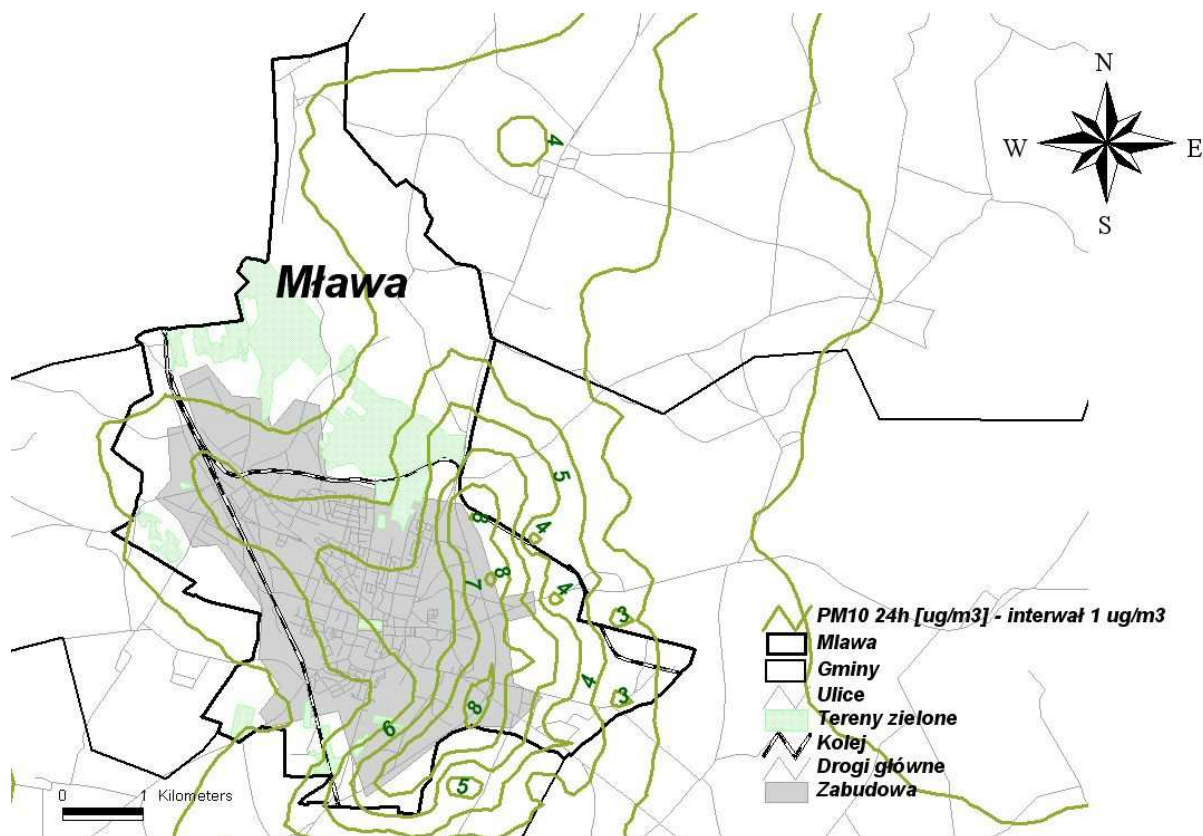 N
W E
S
4
Mława
5
8
4
7 8
4
3
4
3
8
6
5
PM10 24h [ug/m3] - interwał 1 ug/m3
Mlawa
Gminy
Ulice
Tereny zielone
Kolej
Drogi główne
Zabudowa
0 1 Kilometers